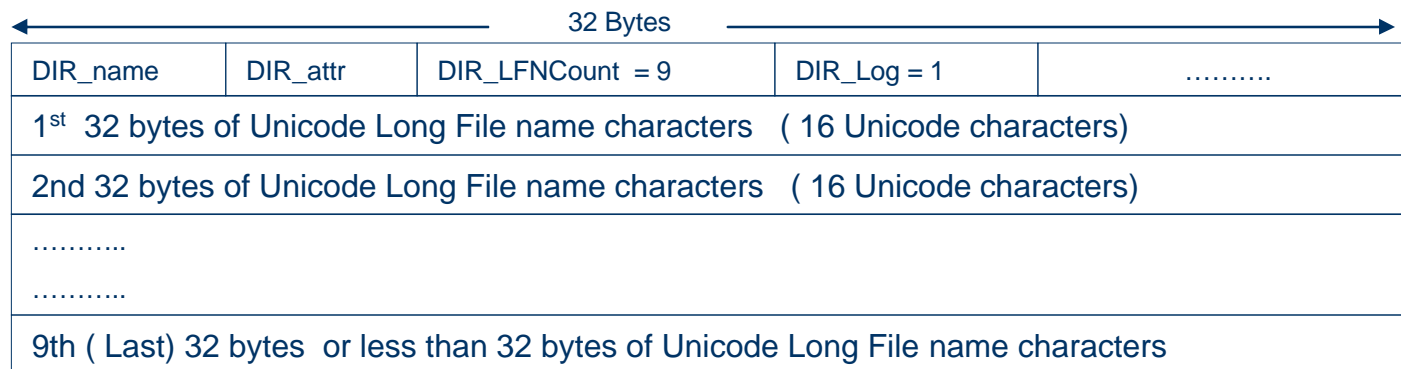 32 Bytes
DIR_name DIR_attr DIR_LFNCount = 9 DIR_Log = 1 ……….
1st 32 bytes of Unicode Long File name characters ( 16 Unicode characters)
2nd 32 bytes of Unicode Long File name characters ( 16 Unicode characters)
………..
………..
9th ( Last) 32 bytes or less than 32 bytes of Unicode Long File name characters